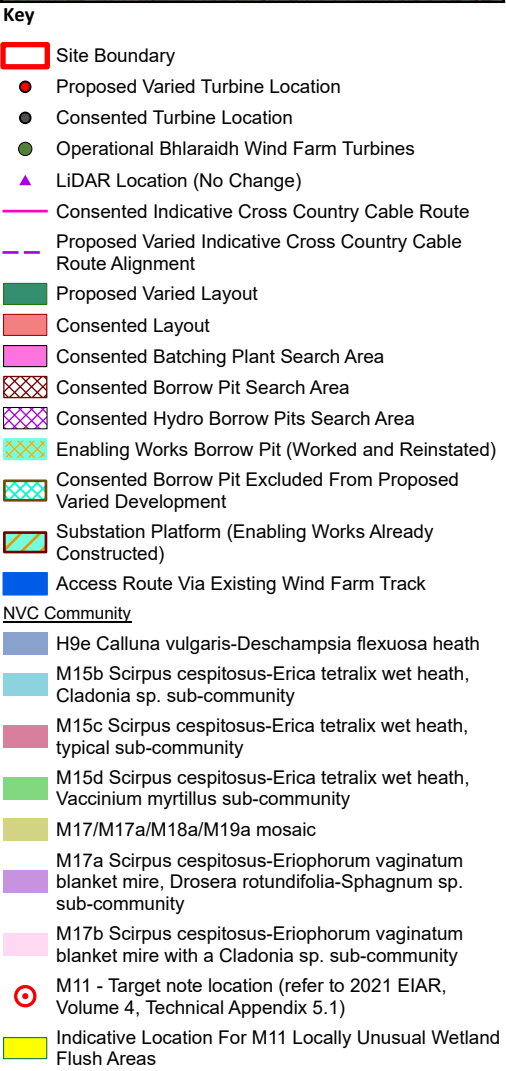 Key
Site Boundary
Proposed Varied Turbine Location
Consented Turbine Location
Operational Bhlaraidh Wind Farm Turbines
LiDAR Location (No Change)
Consented Indicative Cross Country Cable Route
Proposed Varied Indicative Cross Country Cable
Route Alignment
Proposed Varied Layout
Consented Layout
Consented Batching Plant Search Area
Consented Borrow Pit Search Area
Consented Hydro Borrow Pits Search Area
Enabling Works Borrow Pit (Worked and Reinstated)
Consented Borrow Pit Excluded From Proposed
Varied Development
Substation Platform (Enabling Works Already
Constructed)
Access Route Via Existing Wind Farm Track
NVC Community
H9e Calluna vulgaris-Deschampsia flexuosa heath
M15b Scirpus cespitosus-Erica tetralix wet heath,
Cladonia sp. sub-community
M15c Scirpus cespitosus-Erica tetralix wet heath,
typical sub-community
M15d Scirpus cespitosus-Erica tetralix wet heath,
Vaccinium myrtillus sub-community
M17/M17a/M18a/M19a mosaic
M17a Scirpus cespitosus-Eriophorum vaginatum
blanket mire, Drosera rotundifolia-Sphagnum sp.
sub-community
M17b Scirpus cespitosus-Eriophorum vaginatum
blanket mire with a Cladonia sp. sub-community
M11 - Target note location (refer to 2021 EIAR,
Volume 4, Technical Appendix 5.1)
Indicative Location For M11 Locally Unusual Wetland
Flush Areas